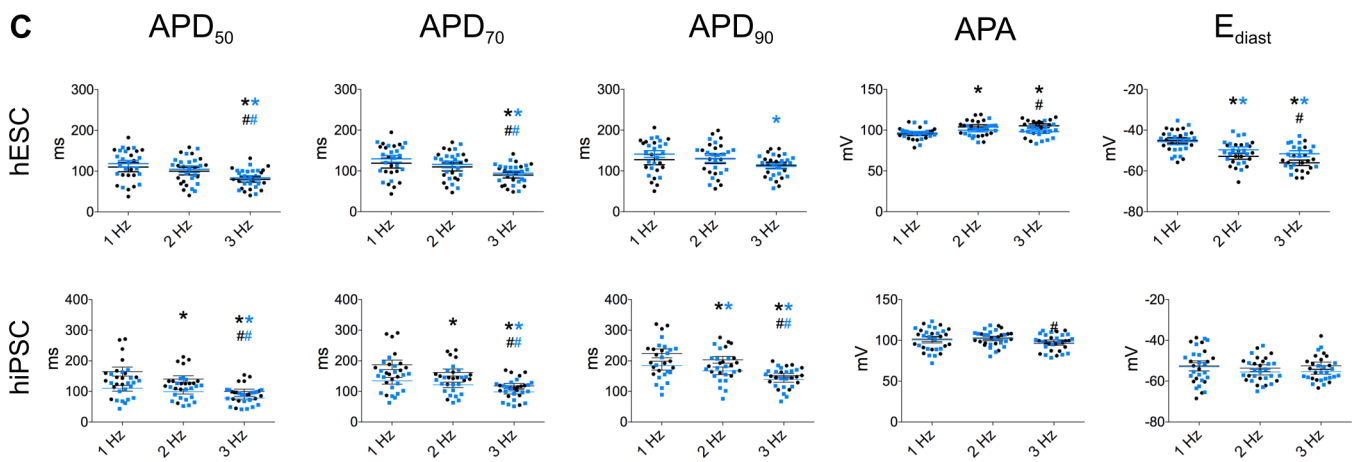 C APD50 APD70 APD90 APA Ediast
hESC
ms 300 200 100 0
**
##
1 Hz 2 Hz 3 Hz
ms 300 200 100 0
**
##
1 Hz 2 Hz 3 Hz
ms 300 200 100 0
*
1 Hz 2 Hz 3 Hz
mV 150 100 50 0
* *
#
1 Hz 2 Hz 3 Hz
mV -20 -40 -60 -80
** **
#
1 Hz 2 Hz 3 Hz
hiPSC
ms 400 300 200 100 0
* **
##
1 Hz 2 Hz 3 Hz
ms 400 300 200 100 0
* **
##
1 Hz 2 Hz 3 Hz
ms 400 300 200 100 0
** **
##
1 Hz 2 Hz 3 Hz
mV 150 100 50 0
#
1 Hz 2 Hz 3 Hz
mV -20 -40 -60 -80
1 Hz 2 Hz 3 Hz